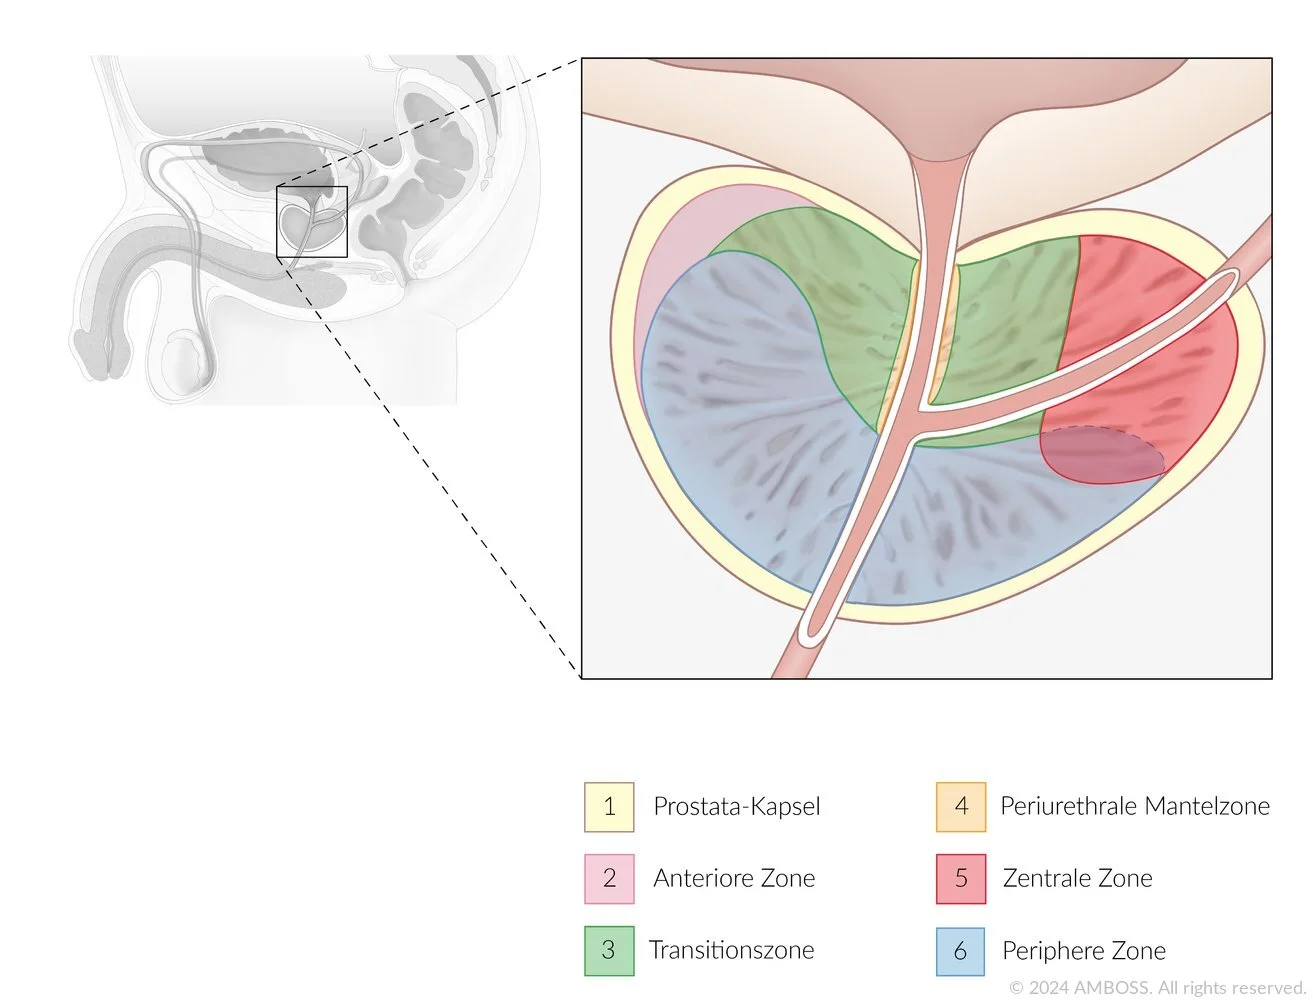 1 Prostata-Kapsel
4 Periurethrale Mantelzone
2 Anteriore Zone
5 Zentrale Zone
3 Transitionszone
6 Periphere Zone
© 2024 AMBOSS. All rights reserved.